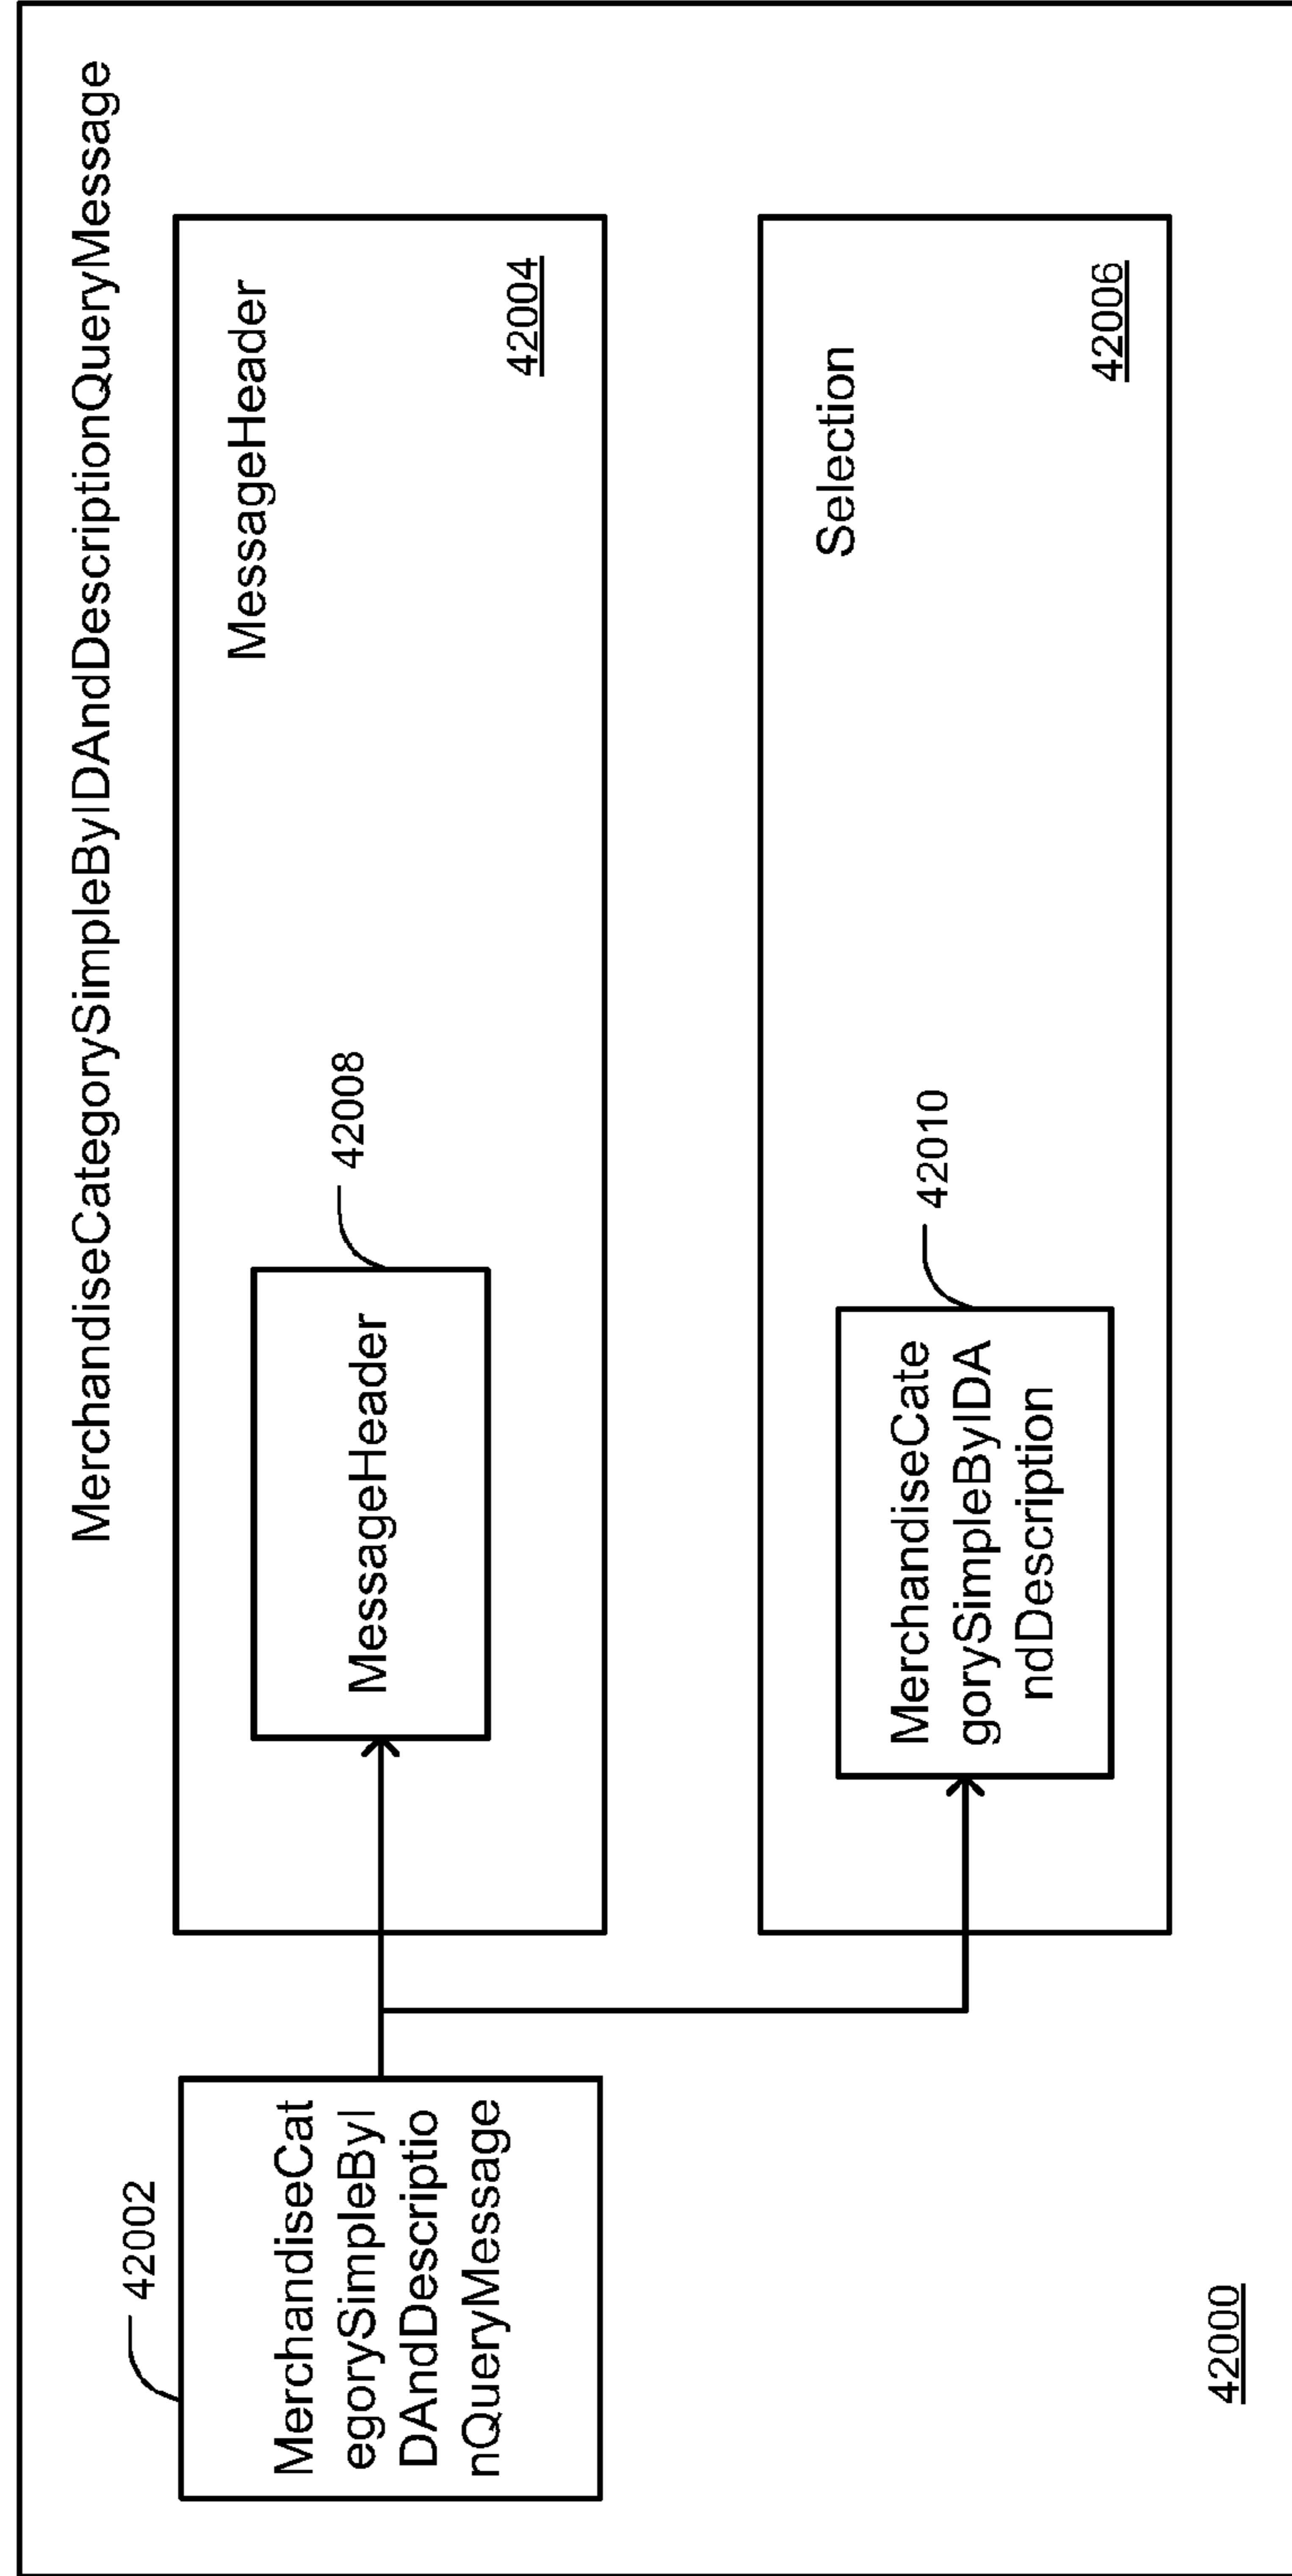 MerchandiseCategorySimpleByIDAndDescriptionQueryMessage
42002
MerchandiseCat
egorySimpleByI
DAndDescriptio
nQueryMessage
MessageHeader
42008
MessageHeader
42004
Selection
42010
MerchandiseCate
gorySimpleByIDA
ndDescription
42006
42000